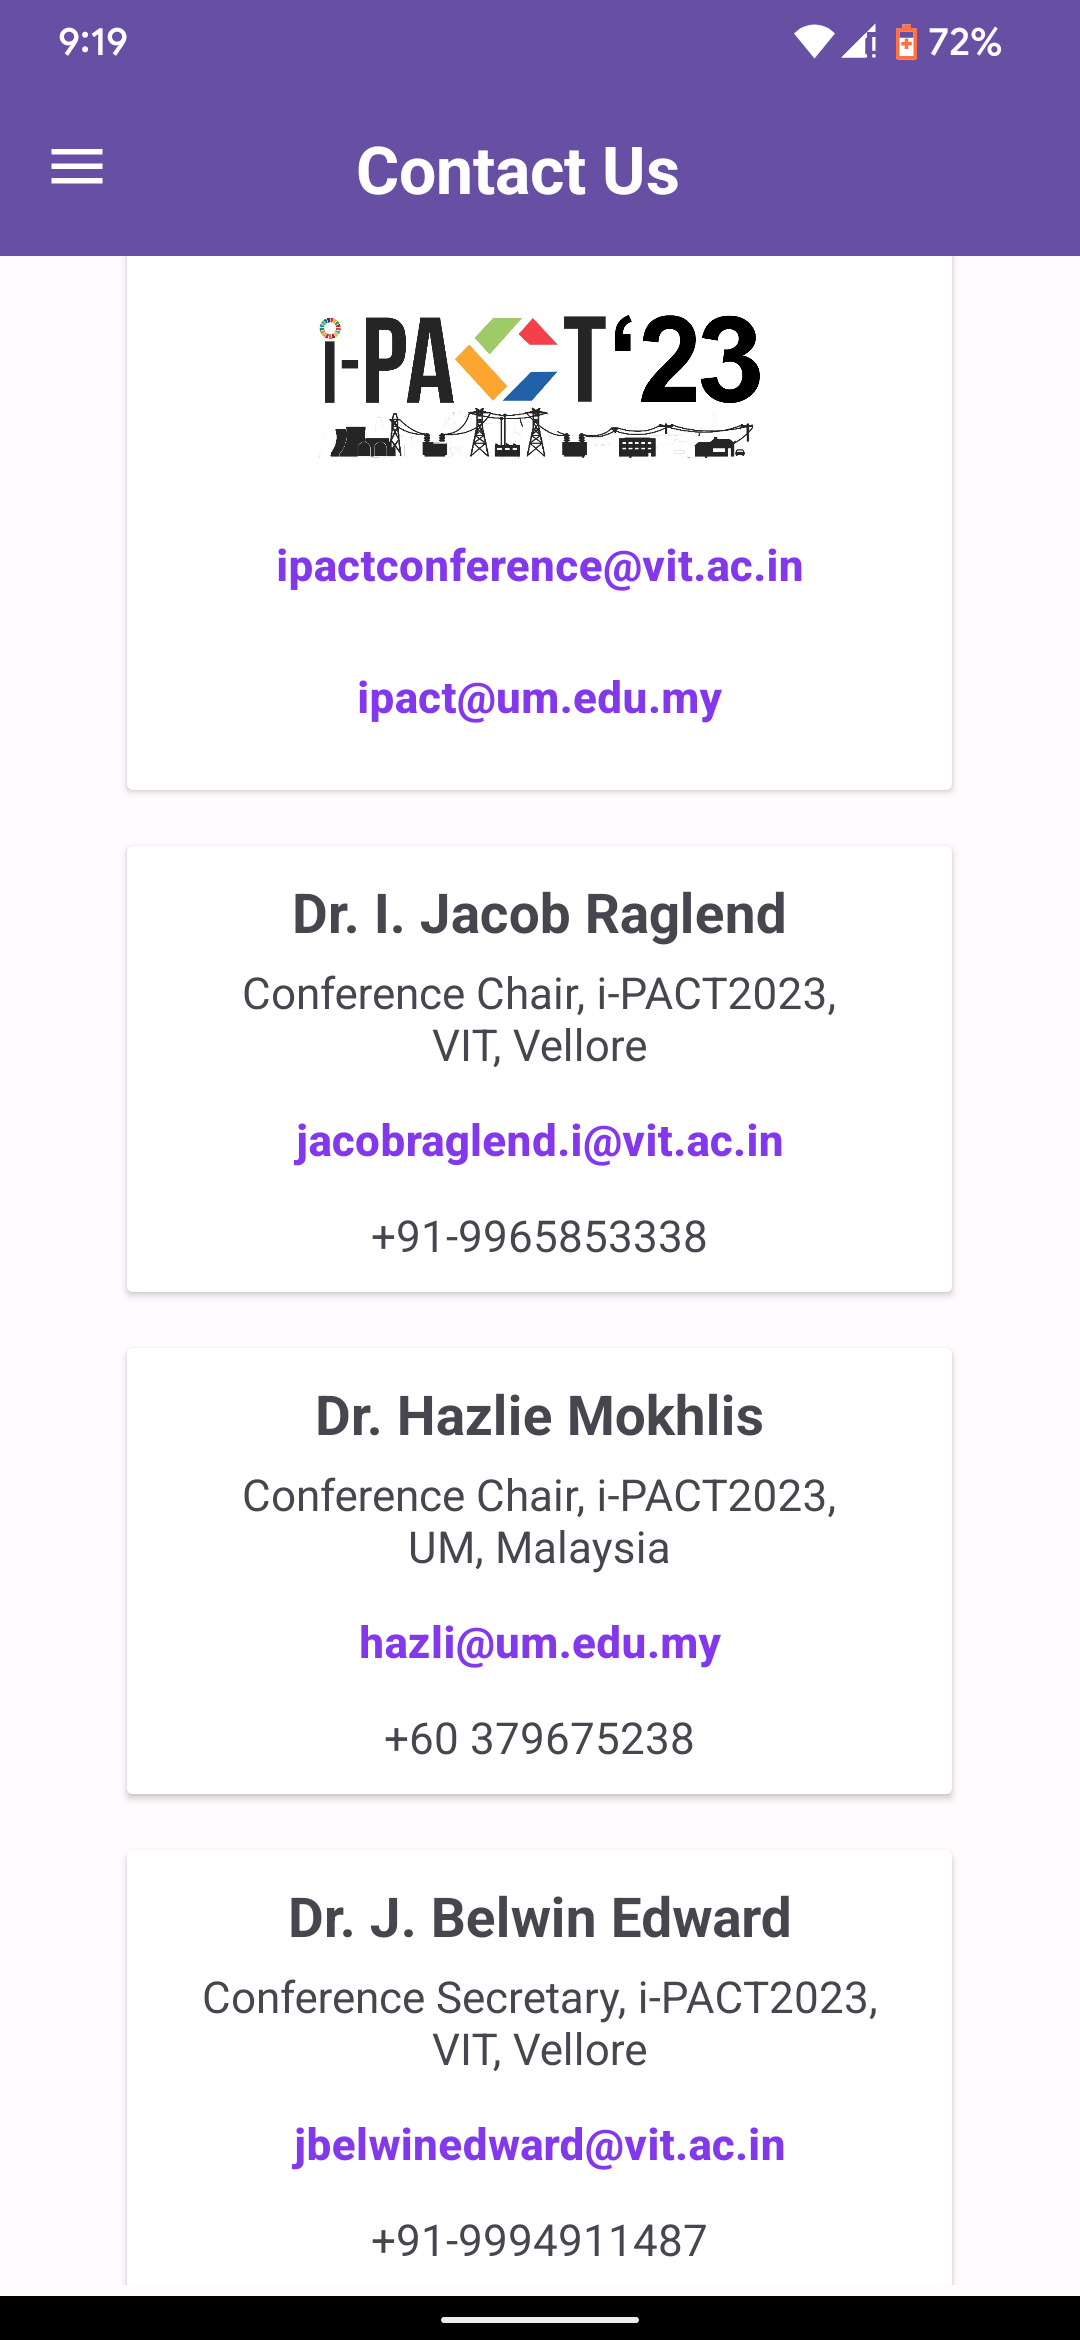 9:19
72%
Contact Us
i-PACT‘23
ipactconference@vit.ac.in
ipact@um.edu.my
Dr. I. Jacob Raglend
Conference Chair, i-PACT2023,
VIT, Vellore
jacobraglend.i@vit.ac.in
+91-9965853338
Dr. Hazlie Mokhlis
Conference Chair, i-PACT2023,
UM, Malaysia
hazli@um.edu.my
+60 379675238
Dr. J. Belwin Edward
Conference Secretary, i-PACT2023,
VIT, Vellore
jbelwinedward@vit.ac.in
+91-9994911487